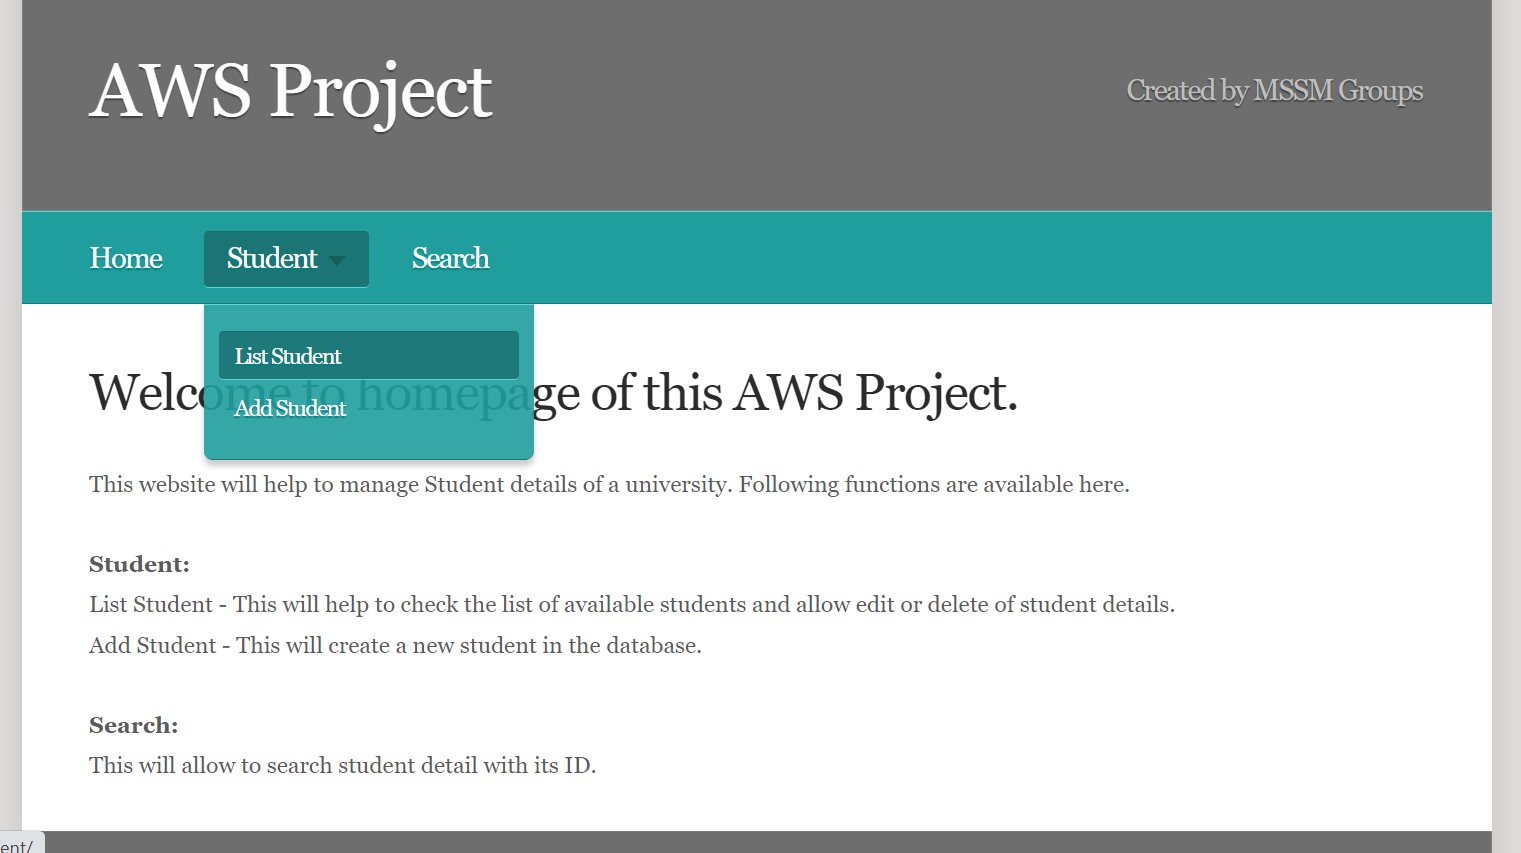 AWS Project
Created by MSSM Groups
Home
Student
Search
List Student
Add Student
Welcome to homepage of this AWS Project.
This website will help to manage Student details of a university. Following functions are available here.
Student:
List Student - This will help to check the list of available students and allow edit or delete of student details.
Add Student - This will create a new student in the database.
Search:
This will allow to search student detail with its ID.
ent/